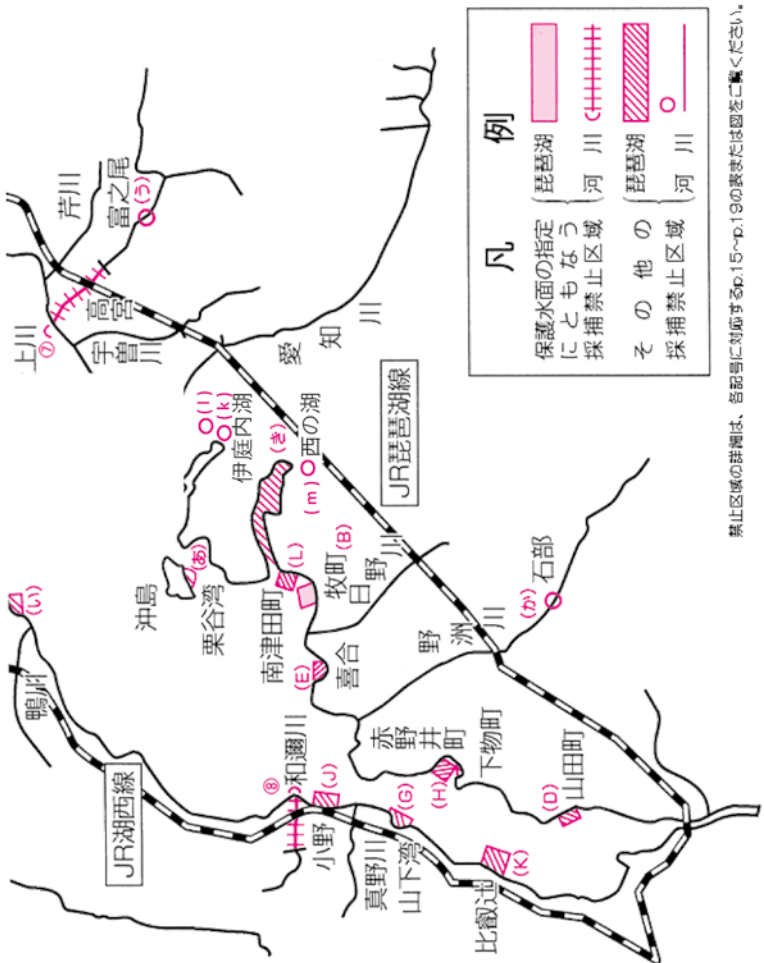 上川
⑦
芹川
富之尾
(う)
高宮
宇曽川
愛知川
凡例
保護水面の指定
にともなう
採捕禁止区域
琵琶湖
河川
その他の
採捕禁止区域
琵琶湖
河川
禁止区域の詳細は、各記号に対応するp.15~p.19の表または図をご覧ください。
(l)
(k)
伊庭内湖
(き)
(m)
西の湖
JR琵琶湖線
沖島
(あ)
栗谷湾
(L)
南津田町
牧町
(B)
日野川
(E)
喜合
野洲川
(か)
石部
(い)
鴨川
JR湖西線
⑧
和邇川
(J)
小野
真野川
(G)
山下湾
赤野井町
(H)
下物町
山田町
(D)
(K)
比叡辻